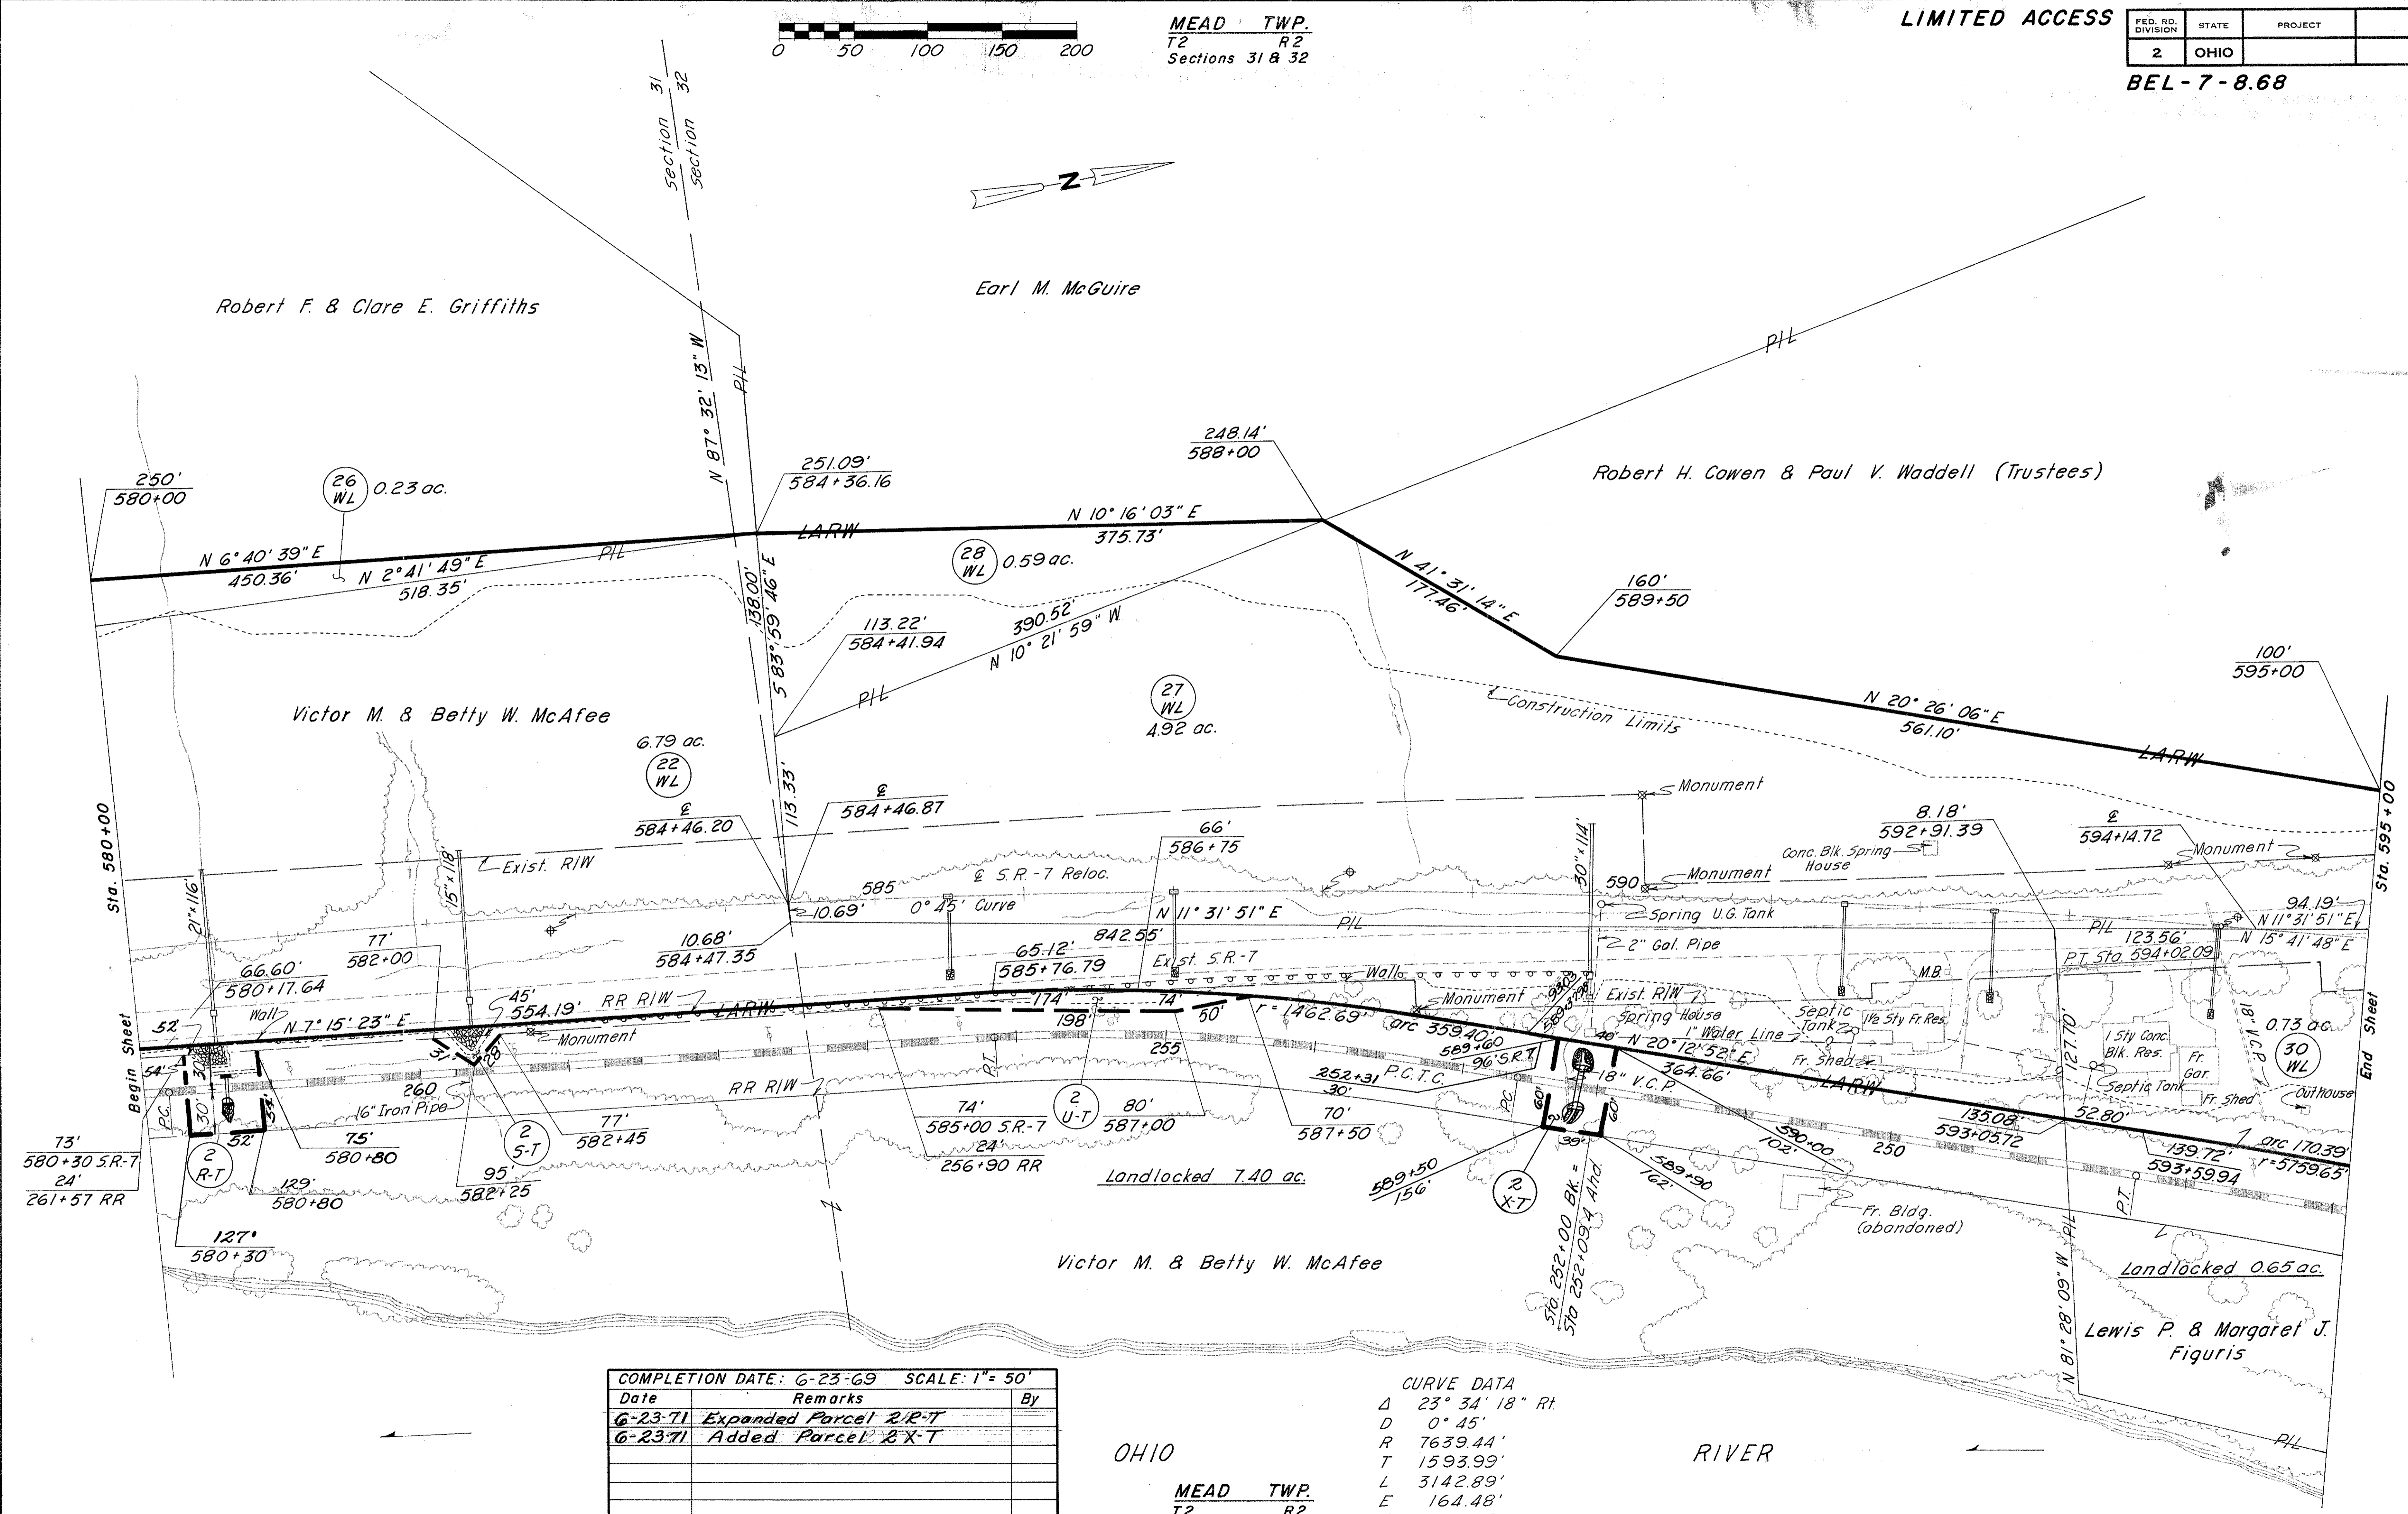 0 50 100 150 200
MEAD TWP.
T2 R2
Sections 31 & 32
LIMITED ACCESS
FED. RD. DIVISION STATE PROJECT
2 OHIO
BEL-7-8.68
Section 31
Section 32
N
Robert F. & Clare E. Griffiths
Earl M. McGuire
P/L
N 87° 32' 13" W
P/L
Robert H. Cowen & Paul V. Waddell (Trustees)
250'
580+00
26
WL
0.23 ac.
251.09'
584+36.16
248.14'
588+00
N 6° 40' 39" E
450.36'
P/L
N 2° 41' 49" E
518.35'
LARW
N 10° 16' 03" E
375.73'
28
WL
0.59 ac.
N 41° 31' 14" E
177.46'
160'
589+50
138.00'
S 83° 59' 46" E
113.22'
584+41.94
390.52'
N 10° 21' 59" W
P/L
100'
595+00
Victor M. & Betty W. McAfee
27
WL
4.92 ac.
Construction Limits
N 20° 26' 06" E
561.10'
LARW
6.79 ac.
22
WL
113.33'
℄
584+46.20
℄
584+46.87
66'
586+75
Monument
8.18'
592+91.39
℄
594+14.72
Sta. 580+00
Sta. 595+00
21"x116'
15"x118'
Exist. R/W
585
℄ S.R.-7 Reloc.
0° 45' Curve
10.69'
30"x114'
590
Monument
Conc. Blk. Spring House
Monument
N 11° 31' 51" E
842.55'
P/L
Spring U.G. Tank
2" Gal. Pipe
94.19'
N 11° 31' 51" E
P/L
123.56'
N 15° 41' 48" E
P.T. Sta. 594+02.09
77'
582+00
10.68'
584+47.35
65.12'
585+76.79
Exist. S.R.-7
Wall
66.60'
580+17.64
Wall
52'
N 7° 15' 23" E
45'
554.19'
RR R/W
LARW
174'
74'
198'
50'
r = 1462.69'
arc 359.40'
Monument
Exist. R/W
Spring House
1" Water Line
Septic Tank
1½ Sty Fr. Res.
M.B.
1 Sty Conc. Blk. Res.
Septic Tank
Fr. Gar.
Fr. Shed
Fr. Shed
Outhouse
18" V.C.P.
0.73 ac.
30
WL
Begin Sheet
End Sheet
54'
30'
P.C.
30'
52'
54'
31'
28'
Monument
260
16" Iron Pipe
P.T.
RR R/W
255
589+60
96' S.R.7
252+31
30'
P.C.T.C.
P.C.
40'
N 20° 12' 52" E
364.66'
LARW
127.70'
18" V.C.P.
60'
39'
60'
73'
580+30 S.R.-7
24'
261+57 RR
2
R-T
75'
580+80
129'
580+80
127'
580+30
2
S-T
77'
582+45
95'
582+25
74'
585+00 S.R.-7
24'
256+90 RR
2
U-T
80'
587+00
70'
587+50
Landlocked 7.40 ac.
589+50
156'
2
X-T
589+90
162'
590+00
102'
250
135.08'
593+05.72
52.80'
139.72'
593+59.94
arc 170.39'
r=5759.65'
P.T.
Sta. 252+00 Bk. =
Sta 252+09.4 Ahd.
Fr. Bldg.
(abandoned)
Victor M. & Betty W. McAfee
N 81° 28' 09" W
P/L
Landlocked 0.65 ac.
Lewis P. & Margaret J.
Figuris
P/L
COMPLETION DATE: 6-23-69 SCALE: 1"= 50'
Date Remarks By
6-23-71 Expanded Parcel 2R-T
6-23-71 Added Parcel 2X-T
OHIO
RIVER
CURVE DATA
Δ 23° 34' 18" Rt.
D 0° 45'
R 7639.44'
T 1593.99'
L 3142.89'
E 164.48'
MEAD TWP.
T2 R2